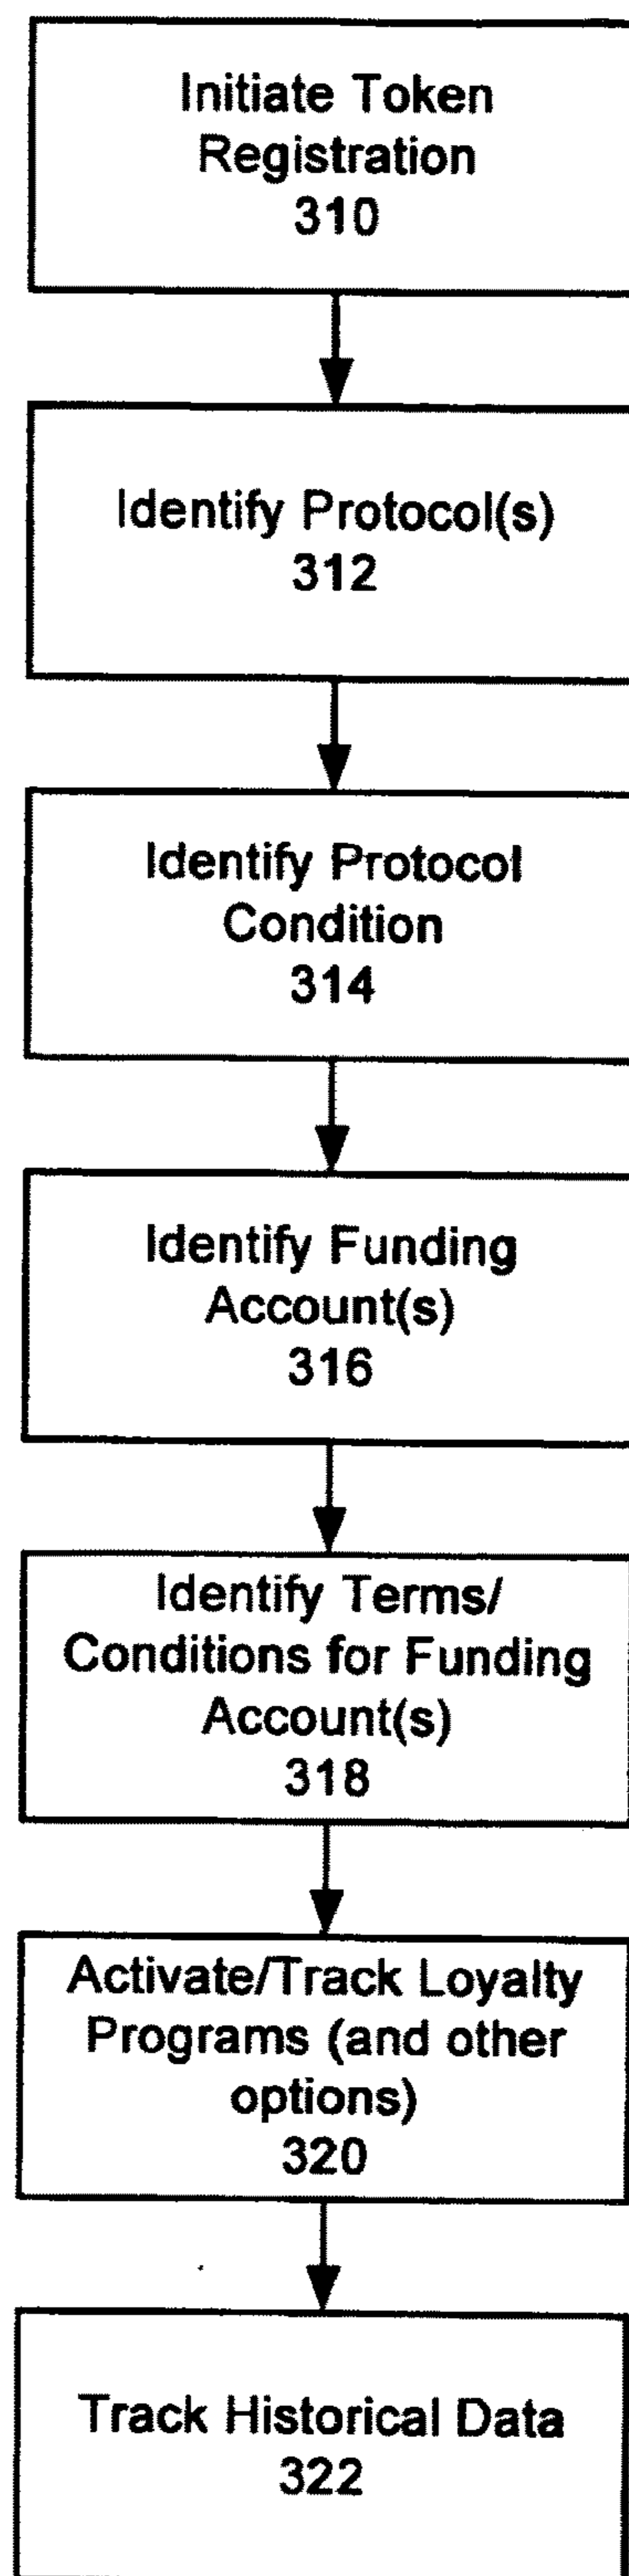 Initiate Token
Registration
310
Identify Protocol(s)
312
Identify Protocol
Condition
314
Identify Funding
Account(s)
316
Identify Terms/
Conditions for Funding
Account(s)
318
Activate/Track Loyalty
Programs (and other
options)
320
Track Historical Data
322